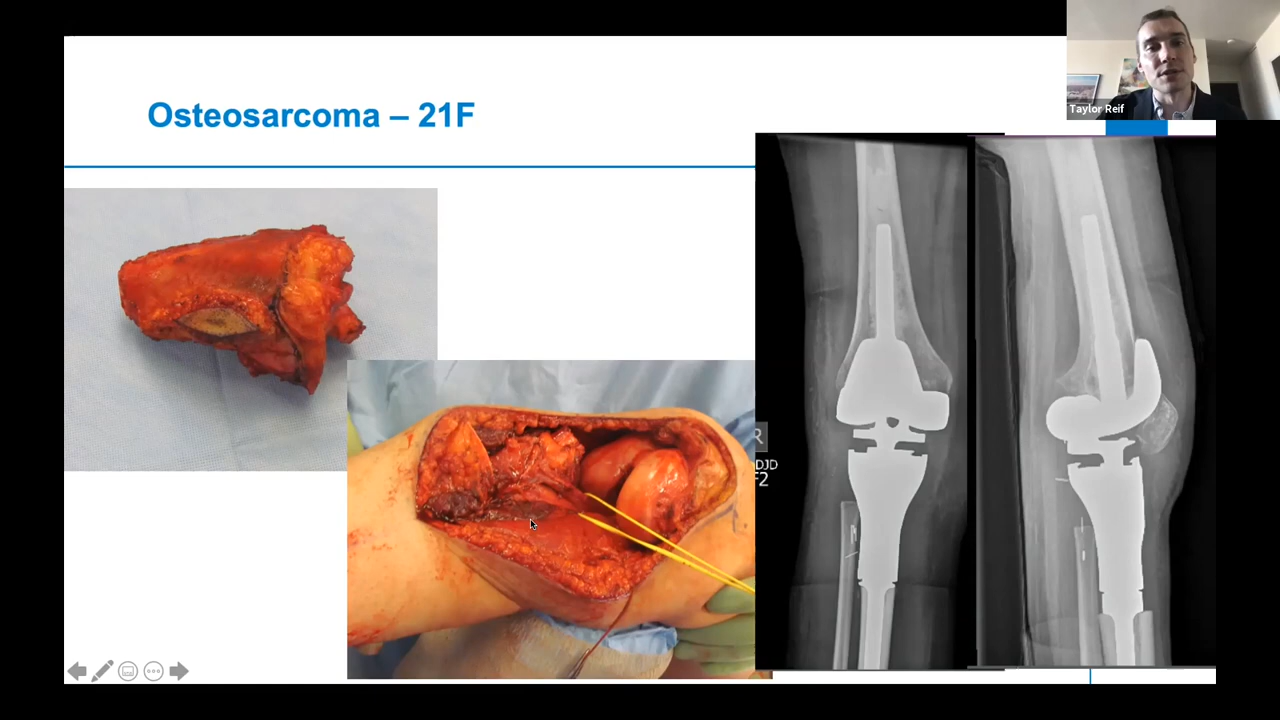 Taylor Reif
Osteosarcoma – 21F
R
DJD
F2